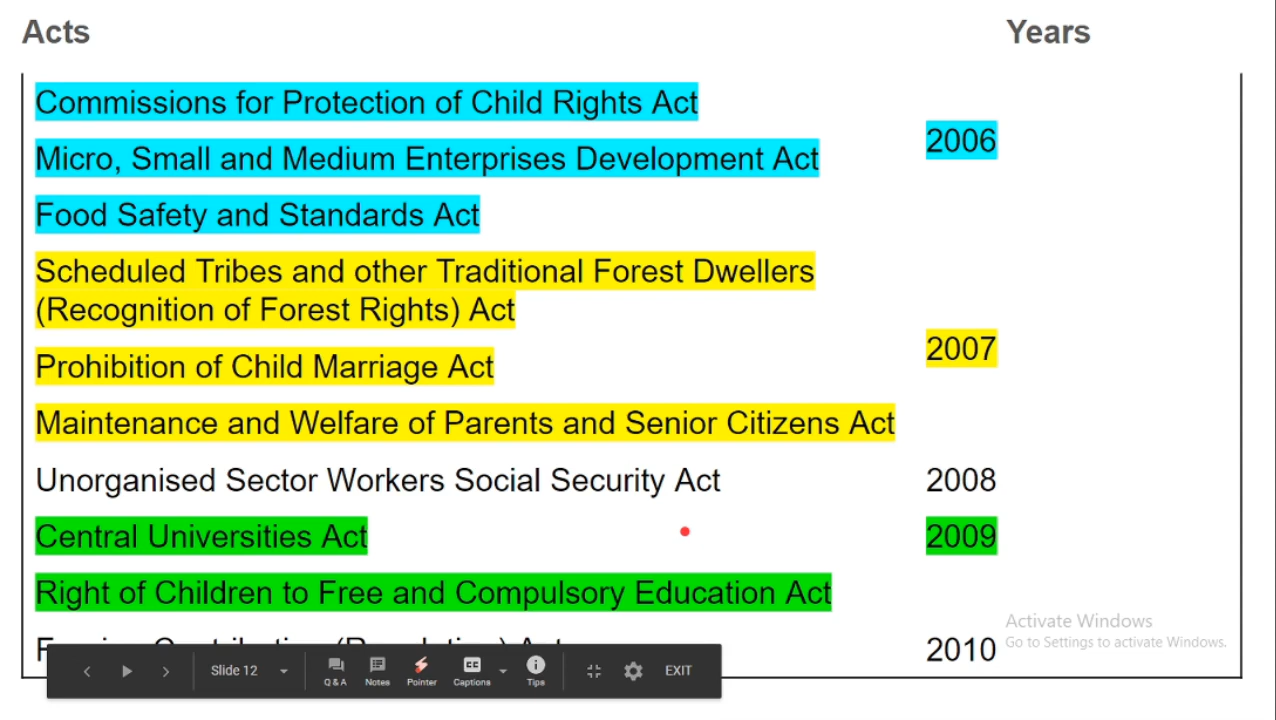 Acts Years
Commissions for Protection of Child Rights Act
2006
Micro, Small and Medium Enterprises Development Act
Food Safety and Standards Act
Scheduled Tribes and other Traditional Forest Dwellers
(Recognition of Forest Rights) Act
2007
Prohibition of Child Marriage Act
Maintenance and Welfare of Parents and Senior Citizens Act
Unorganised Sector Workers Social Security Act 2008
Central Universities Act 2009
Right of Children to Free and Compulsory Education Act
Activate Windows
Go to Settings to activate Windows.
2010
Slide 12 Q & A Notes Pointer CC Captions Tips EXIT